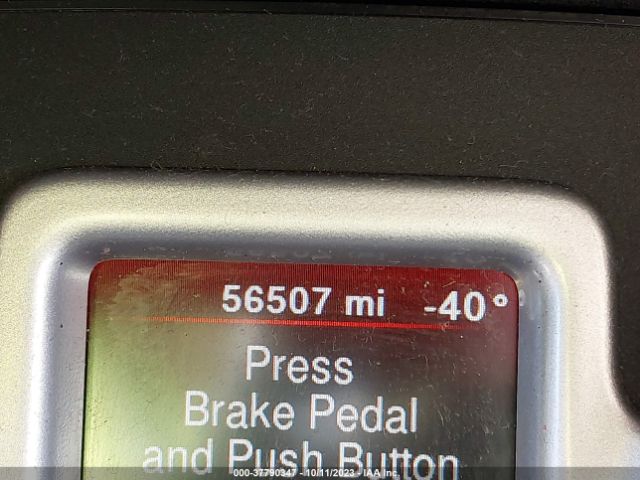 56507 mi -40°
Press
Brake Pedal
and Push Button
000-37790347 - 10/11/2023 - IAA Inc.